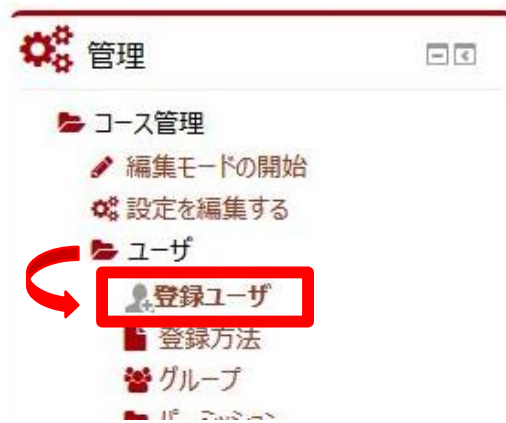 管理
コース管理
編集モードの開始
設定を編集する
ユーザ
登録ユーザ
登録方法
グループ